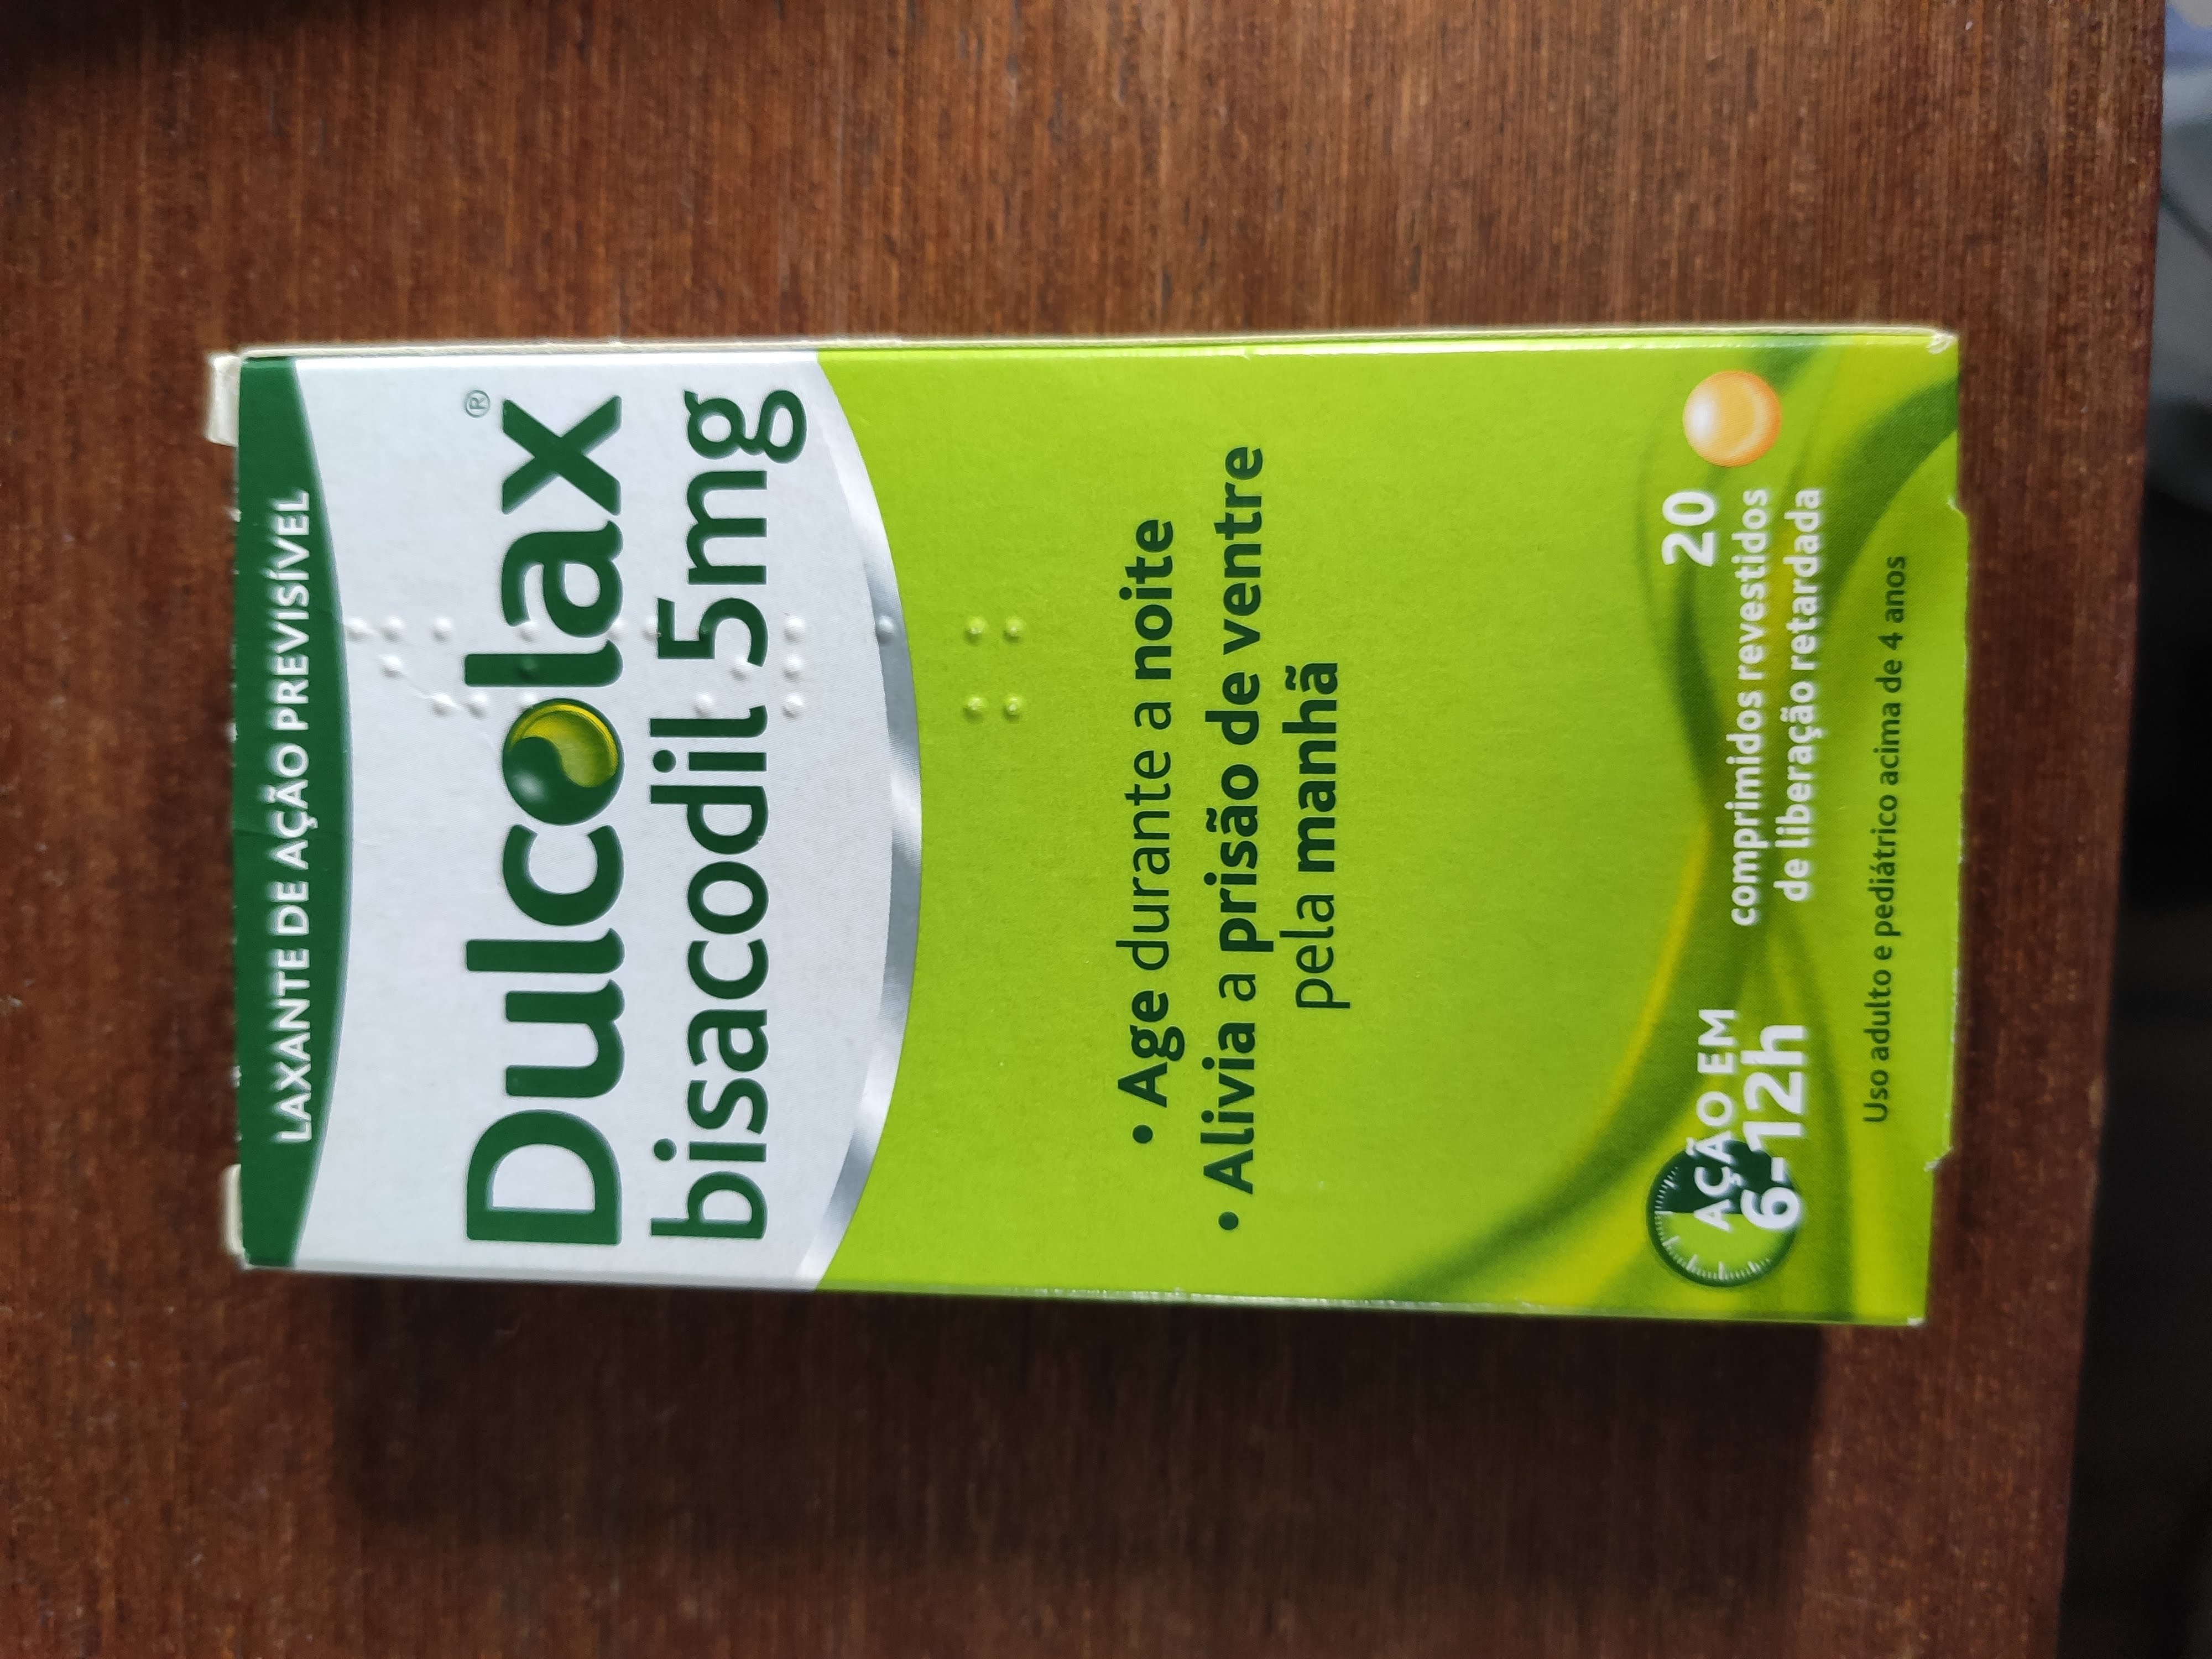 LAXANTE DE AÇÃO PREVISÍVEL
Dulcolax®
bisacodil 5mg
• Age durante a noite
• Alivia a prisão de ventre
pela manhã
AÇÃO EM
6-12h
20
comprimidos revestidos
de liberação retardada
Uso adulto e pediátrico acima de 4 anos